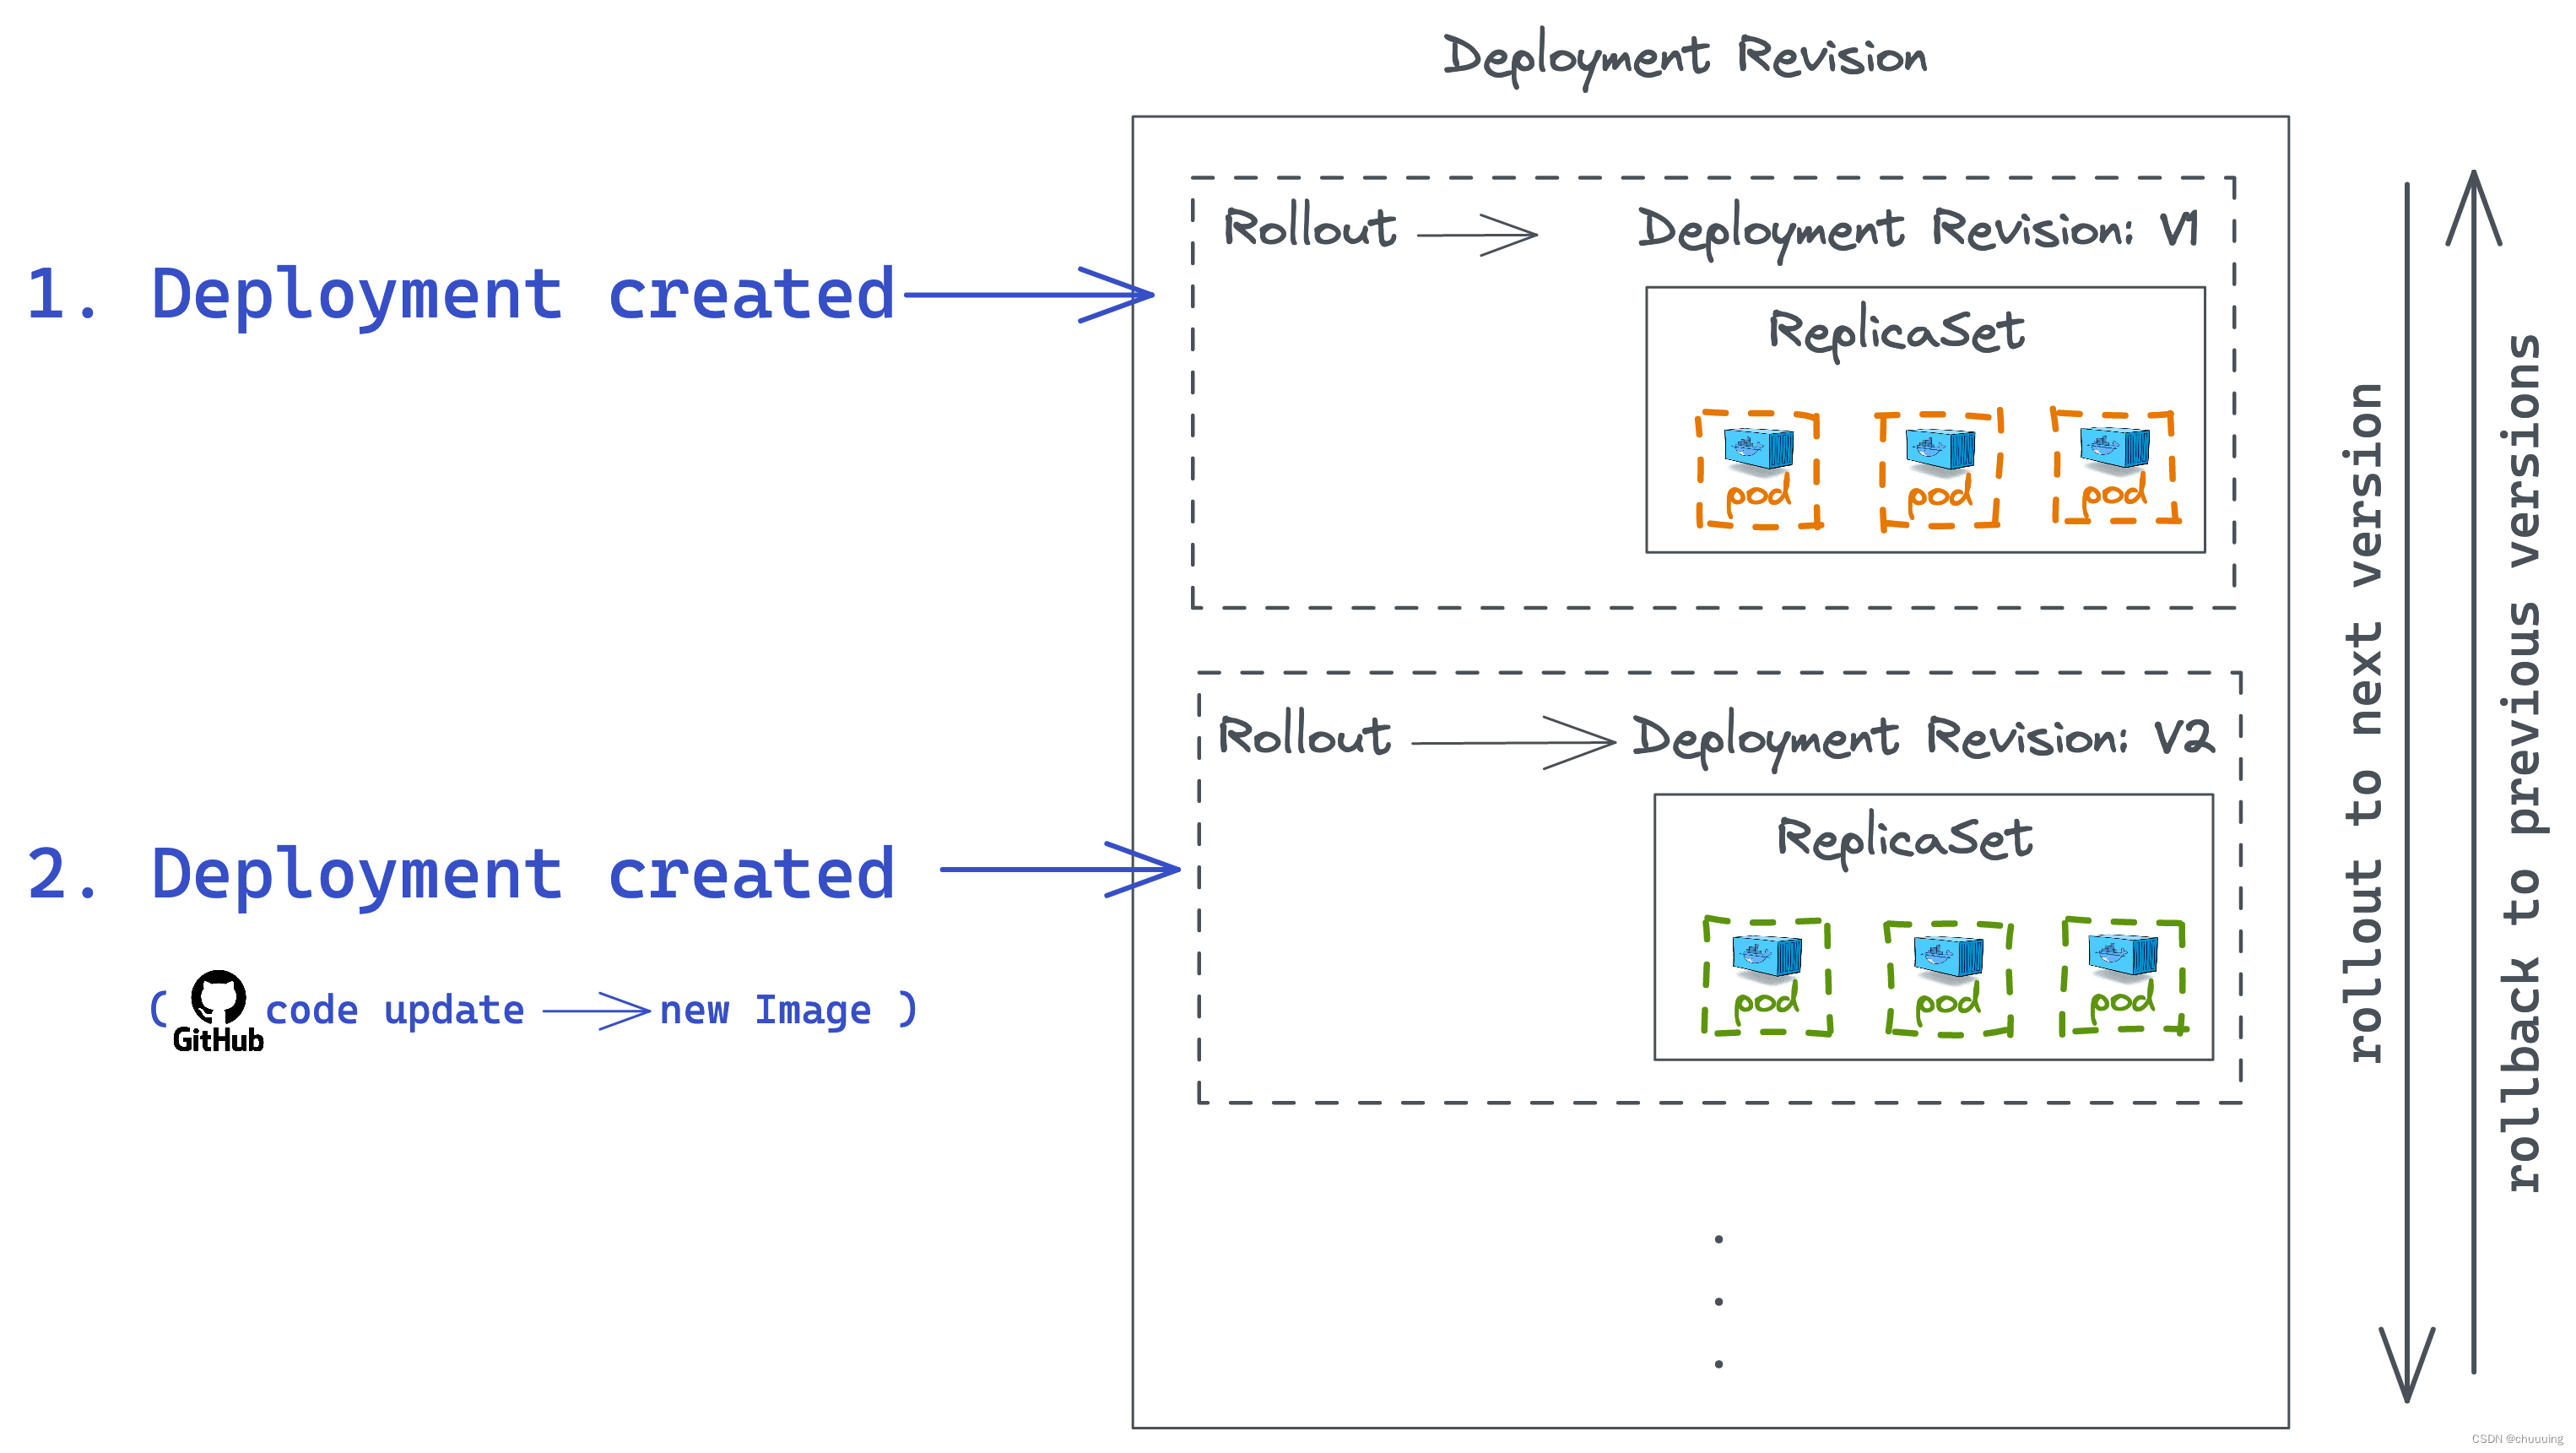 Deployment Revision
1. Deployment created
Rollout
Deployment Revision: V1
ReplicaSet
pod
pod
pod
2. Deployment created
( GitHub code update new Image )
Rollout
Deployment Revision: V2
ReplicaSet
pod
pod
pod
rollout to next version
rollback to previous versions
CSDN @chuuuing